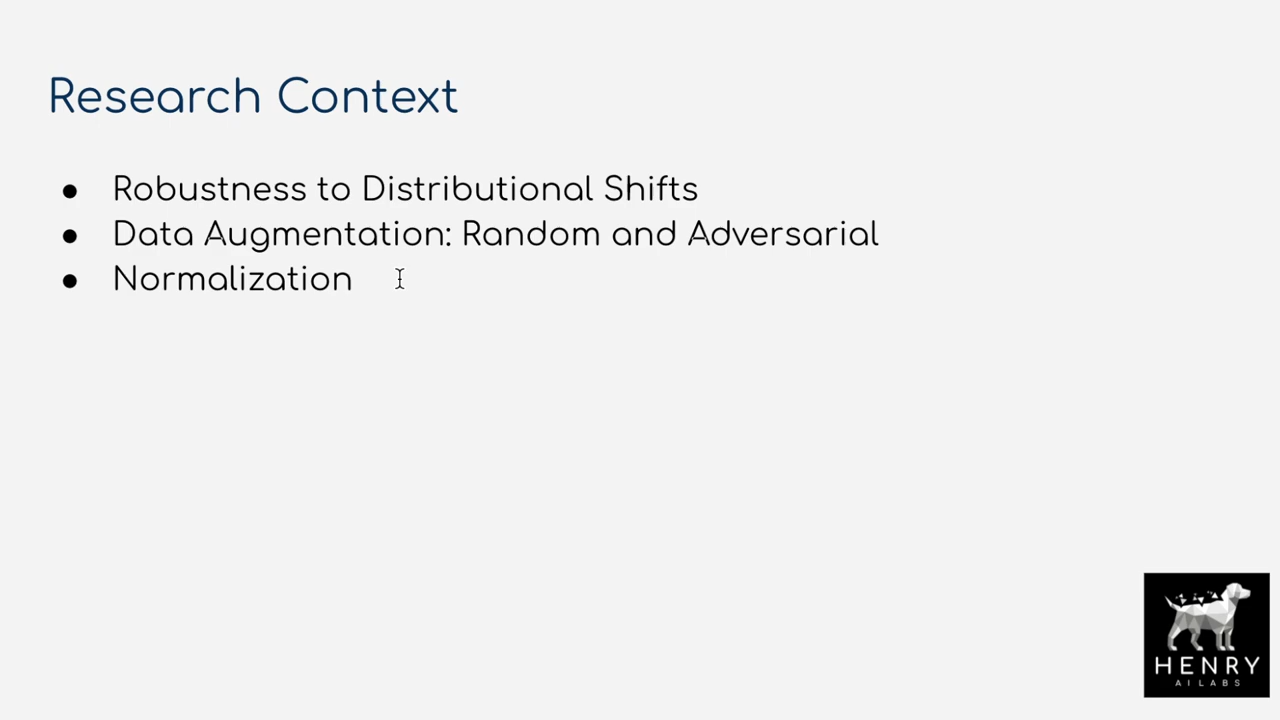 Research Context
● Robustness to Distributional Shifts
● Data Augmentation: Random and Adversarial
● Normalization
HENRY
AI LABS